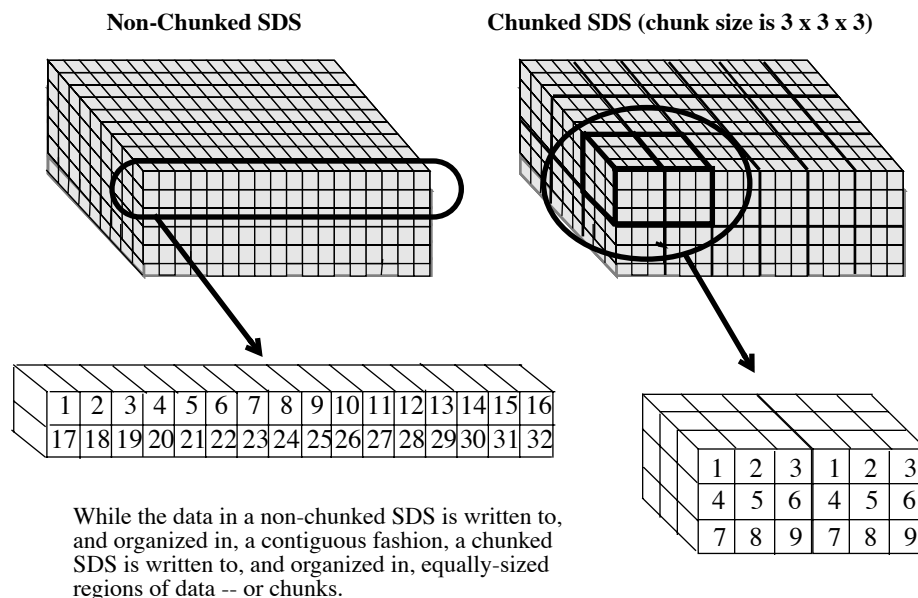 Non-Chunked SDS
Chunked SDS (chunk size is 3 x 3 x 3)
1 2 3 4 5 6 7 8 9 10 11 12 13 14 15 16
17 18 19 20 21 22 23 24 25 26 27 28 29 30 31 32
1 2 3 1 2 3
4 5 6 4 5 6
7 8 9 7 8 9
While the data in a non-chunked SDS is written to,
and organized in, a contiguous fashion, a chunked
SDS is written to, and organized in, equally-sized
regions of data -- or chunks.